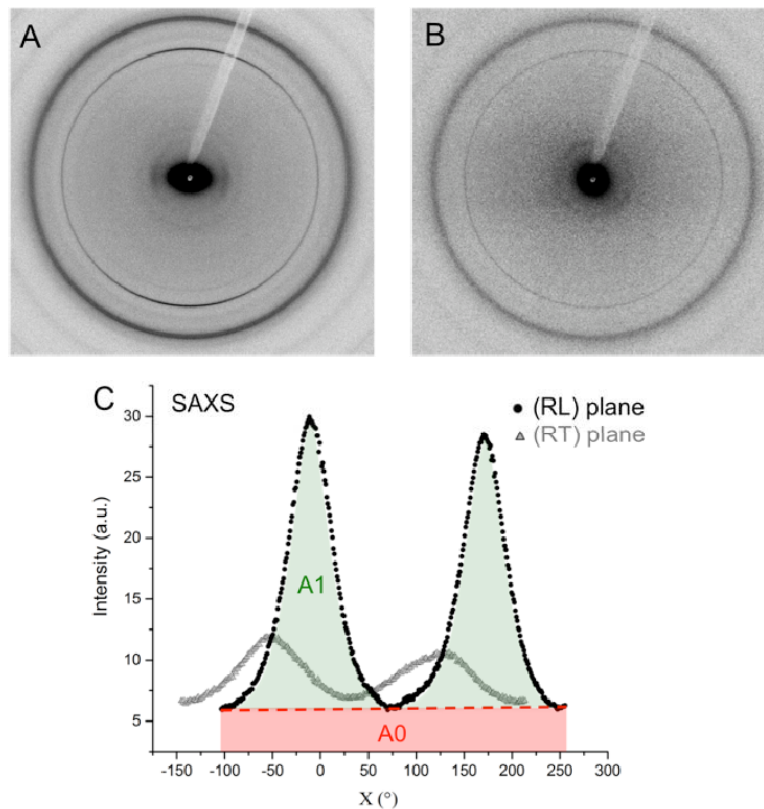 A
B
C
SAXS
● (RL) plane
▲ (RT) plane
Intensity (a.u.)
30
25
20
15
10
5
A1
A0
-150 -100 -50 0 50 100 150 200 250 300
X (°)